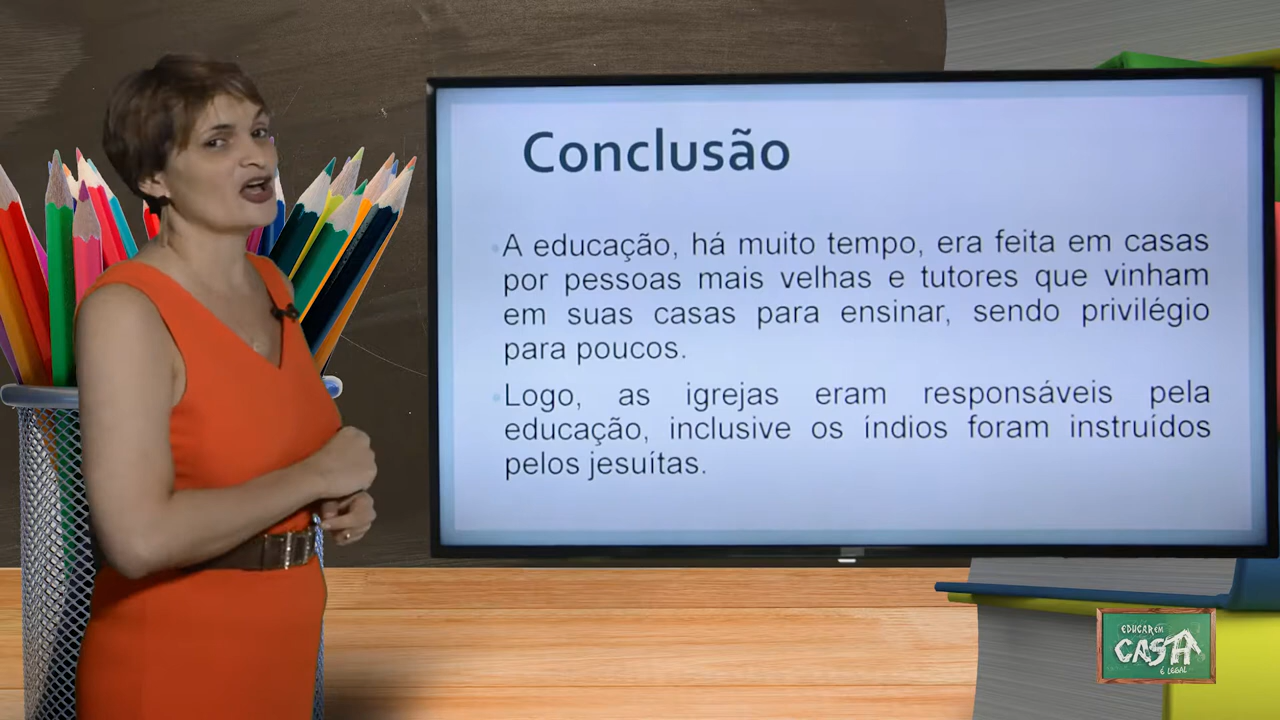 Conclusão
A educação, há muito tempo, era feita em casas
por pessoas mais velhas e tutores que vinham
em suas casas para ensinar, sendo privilégio
para poucos.
Logo, as igrejas eram responsáveis pela
educação, inclusive os índios foram instruídos
pelos jesuítas.
EDUCAR EM
CASA
É LEGAL